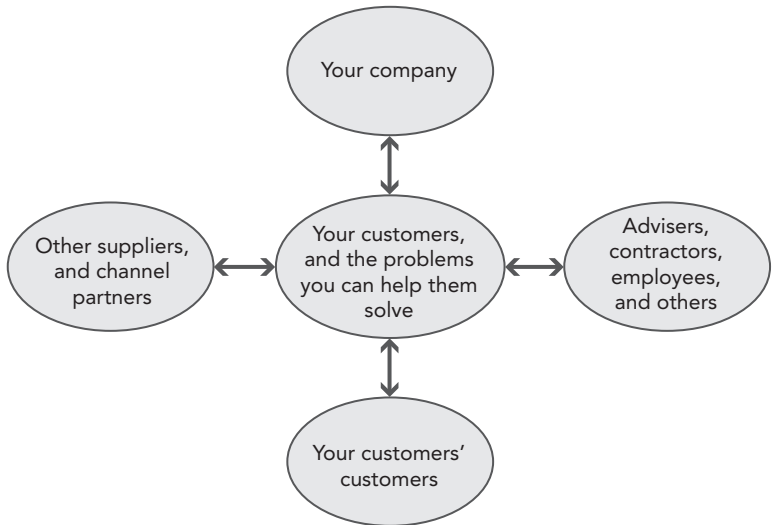 Your company
Other suppliers,
and channel
partners
Your customers,
and the problems
you can help them
solve
Advisers,
contractors,
employees,
and others
Your customers’
customers